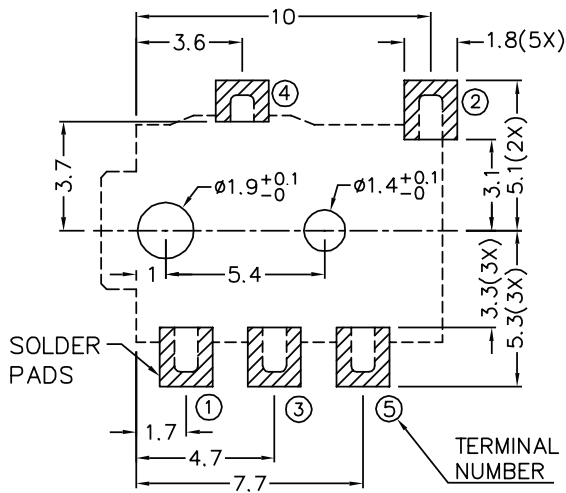 10
3.6
1.8(5X)
4
2
3.7
ø1.9 +0.1 -0
ø1.4 +0.1 -0
3.1
5.1(2X)
1
5.4
3.3(3X)
5.3(3X)
SOLDER
PADS
1
3
5
1.7
4.7
7.7
TERMINAL
NUMBER